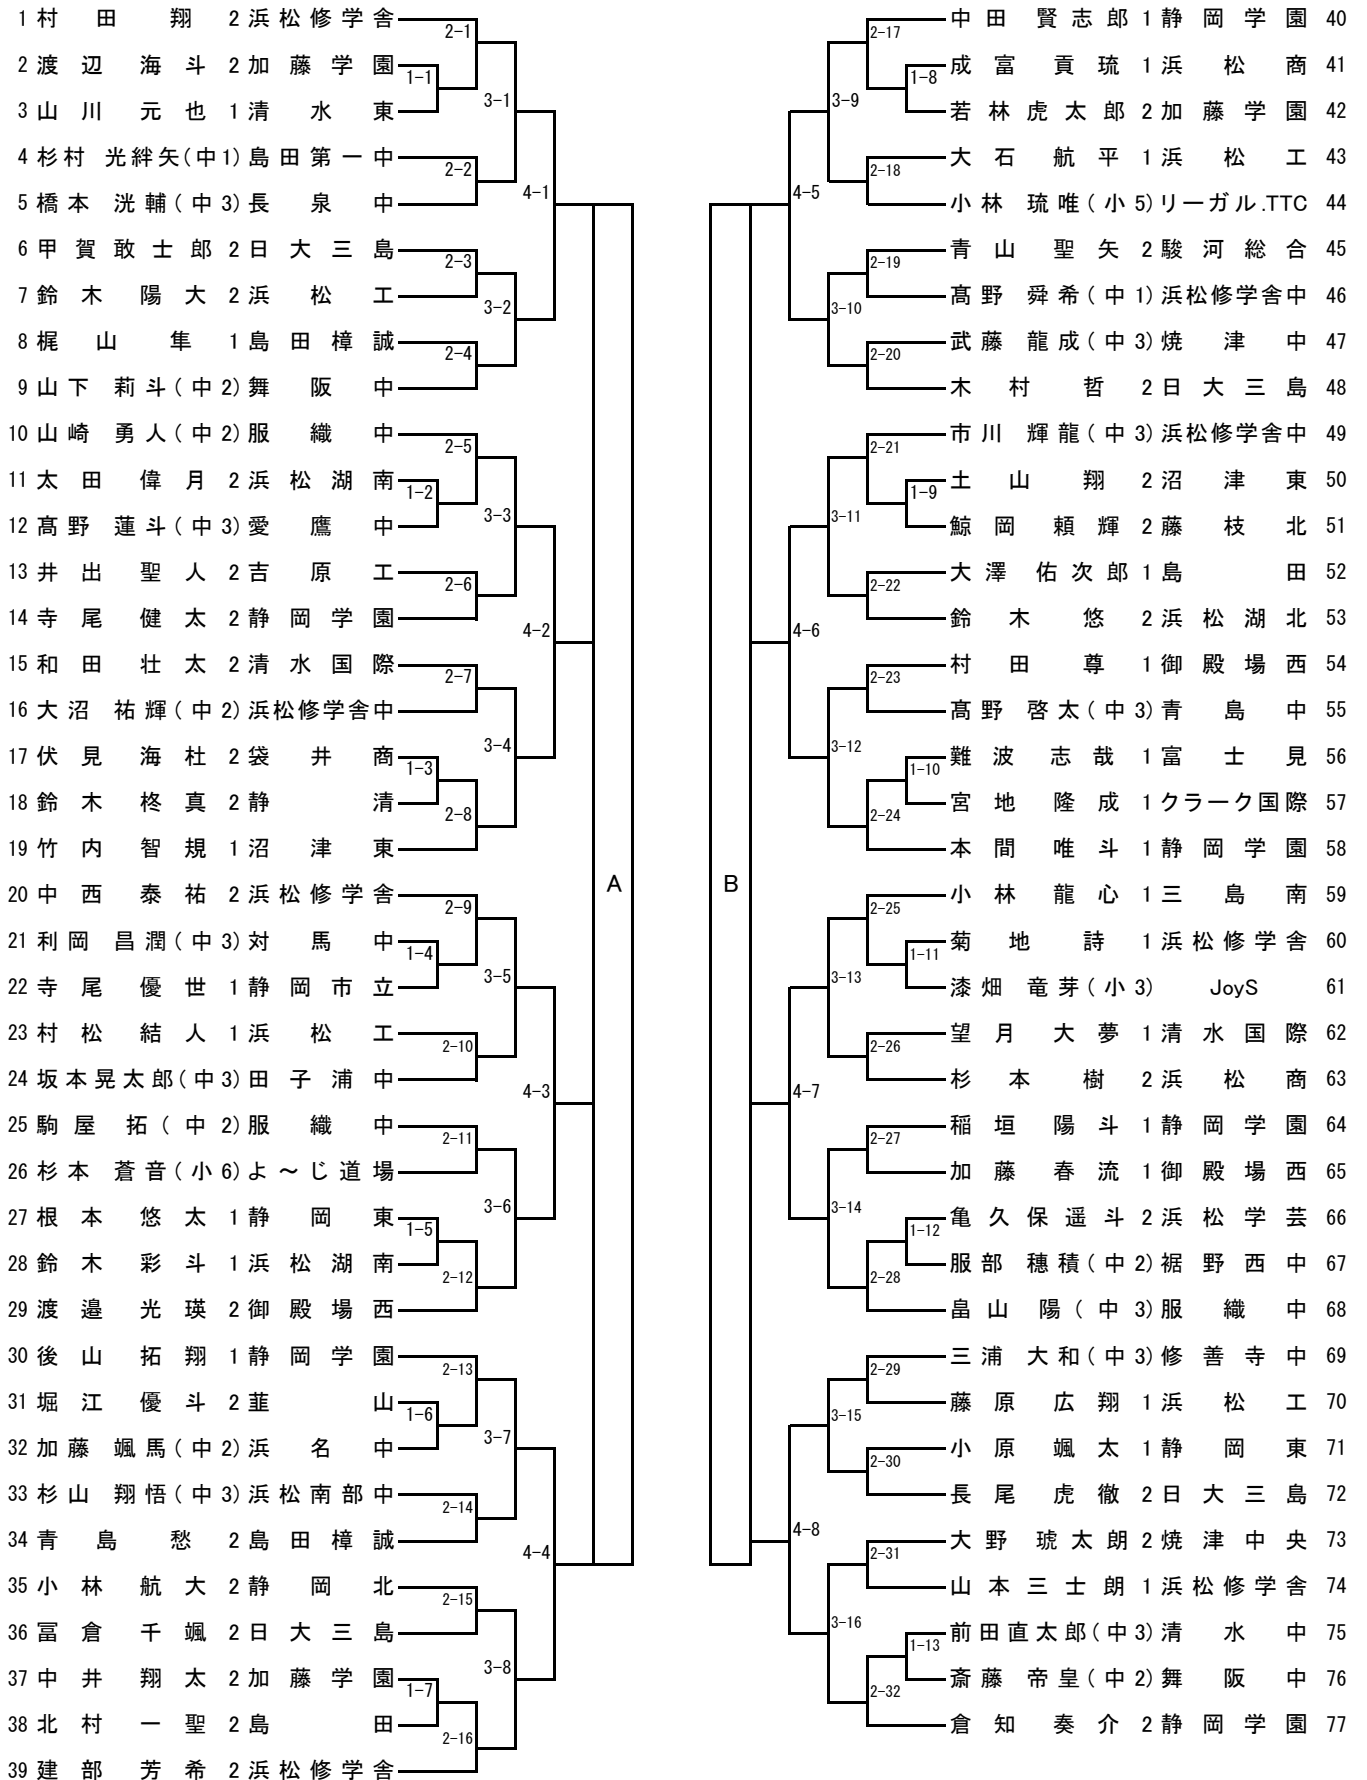 1 村田 翔 2 浜松修学舎
2 渡辺 海斗 2 加藤学園
3 山川 元也 1 清水東
4 杉村 光絆矢(中1) 島田第一中
5 橋本 洸輔(中3) 長泉中
6 甲賀敢士郎 2 日大三島
7 鈴木 陽大 2 浜松工
8 梶山 隼 1 島田樟誠
9 山下 莉斗(中2) 舞阪中
10 山崎 勇人(中2) 服織中
11 太田 偉月 2 浜松湖南
12 髙野 蓮斗(中3) 愛鷹中
13 井出 聖人 2 吉原工
14 寺尾 健太 2 静岡学園
15 和田 壮太 2 清水国際
16 大沼 祐輝(中2) 浜松修学舎中
17 伏見 海杜 2 袋井商
18 鈴木 柊真 2 静清
19 竹内 智規 1 沼津東
20 中西 泰祐 2 浜松修学舎
21 利岡 昌潤(中3) 対馬中
22 寺尾 優世 1 静岡市立
23 村松 結人 1 浜松工
24 坂本晃太郎(中3) 田子浦中
25 駒屋 拓(中2) 服織中
26 杉本 蒼音(小6) よ～じ道場
27 根本 悠太 1 静岡東
28 鈴木 彩斗 1 浜松湖南
29 渡邉 光瑛 2 御殿場西
30 後山 拓翔 1 静岡学園
31 堀江 優斗 2 韮山
32 加藤 颯馬(中2) 浜名中
33 杉山 翔悟(中3) 浜松南部中
34 青島 愁 2 島田樟誠
35 小林 航大 2 静岡北
36 冨倉 千颯 2 日大三島
37 中井 翔太 2 加藤学園
38 北村 一聖 2 島田
39 建部 芳希 2 浜松修学舎
1-1
1-2
1-3
1-4
1-5
1-6
1-7
2-1
2-2
2-3
2-4
2-5
2-6
2-7
2-8
2-9
2-10
2-11
2-12
2-13
2-14
2-15
2-16
3-1
3-2
3-3
3-4
3-5
3-6
3-7
3-8
4-1
4-2
4-3
4-4
A
B
4-5
4-6
4-7
4-8
3-9
3-10
3-11
3-12
3-13
3-14
3-15
3-16
2-17
2-18
2-19
2-20
2-21
2-22
2-23
2-24
2-25
2-26
2-27
2-28
2-29
2-30
2-31
2-32
1-8
1-9
1-10
1-11
1-12
1-13
中田 賢志郎 1 静岡学園 40
成富 貢琉 1 浜松商 41
若林虎太郎 2 加藤学園 42
大石 航平 1 浜松工 43
小林 琉唯(小5) リーガル.TTC 44
青山 聖矢 2 駿河総合 45
髙野 舜希(中1) 浜松修学舎中 46
武藤 龍成(中3) 焼津中 47
木村 哲 2 日大三島 48
市川 輝龍(中3) 浜松修学舎中 49
土山 翔 2 沼津東 50
鯨岡 頼輝 2 藤枝北 51
大澤 佑次郎 1 島田 52
鈴木 悠 2 浜松湖北 53
村田 尊 1 御殿場西 54
髙野 啓太(中3) 青島中 55
難波 志哉 1 富士見 56
宮地 隆成 1 クラーク国際 57
本間 唯斗 1 静岡学園 58
小林 龍心 1 三島南 59
菊地 詩 1 浜松修学舎 60
漆畑 竜芽(小3) JoyS 61
望月 大夢 1 清水国際 62
杉本 樹 2 浜松商 63
稲垣 陽斗 1 静岡学園 64
加藤 春流 1 御殿場西 65
亀久保遥斗 2 浜松学芸 66
服部 穂積(中2) 裾野西中 67
畠山 陽(中3) 服織中 68
三浦 大和(中3) 修善寺中 69
藤原 広翔 1 浜松工 70
小原 颯太 1 静岡東 71
長尾 虎徹 2 日大三島 72
大野 琥太朗 2 焼津中央 73
山本三士朗 1 浜松修学舎 74
前田直太郎(中3) 清水中 75
斎藤 帝皇(中2) 舞阪中 76
倉知 奏介 2 静岡学園 77